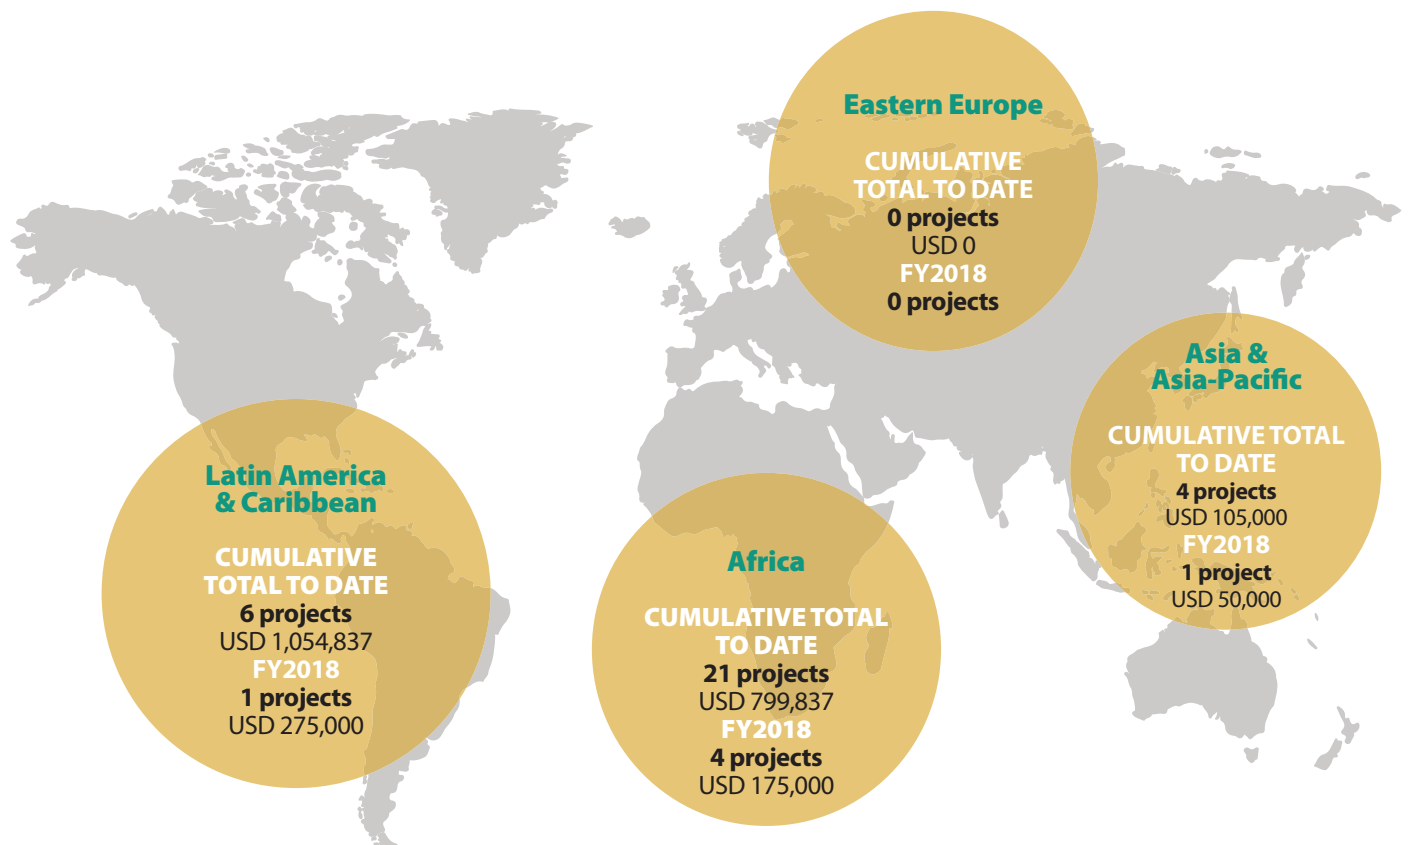 Eastern Europe
CUMULATIVE
TOTAL TO DATE
0 projects
USD 0
FY2018
0 projects
Asia &
Asia-Pacific
CUMULATIVE TOTAL
TO DATE
4 projects
USD 105,000
FY2018
1 project
USD 50,000
Latin America
& Caribbean
CUMULATIVE
TOTAL TO DATE
6 projects
USD 1,054,837
FY2018
1 projects
USD 275,000
Africa
CUMULATIVE TOTAL
TO DATE
21 projects
USD 799,837
FY2018
4 projects
USD 175,000